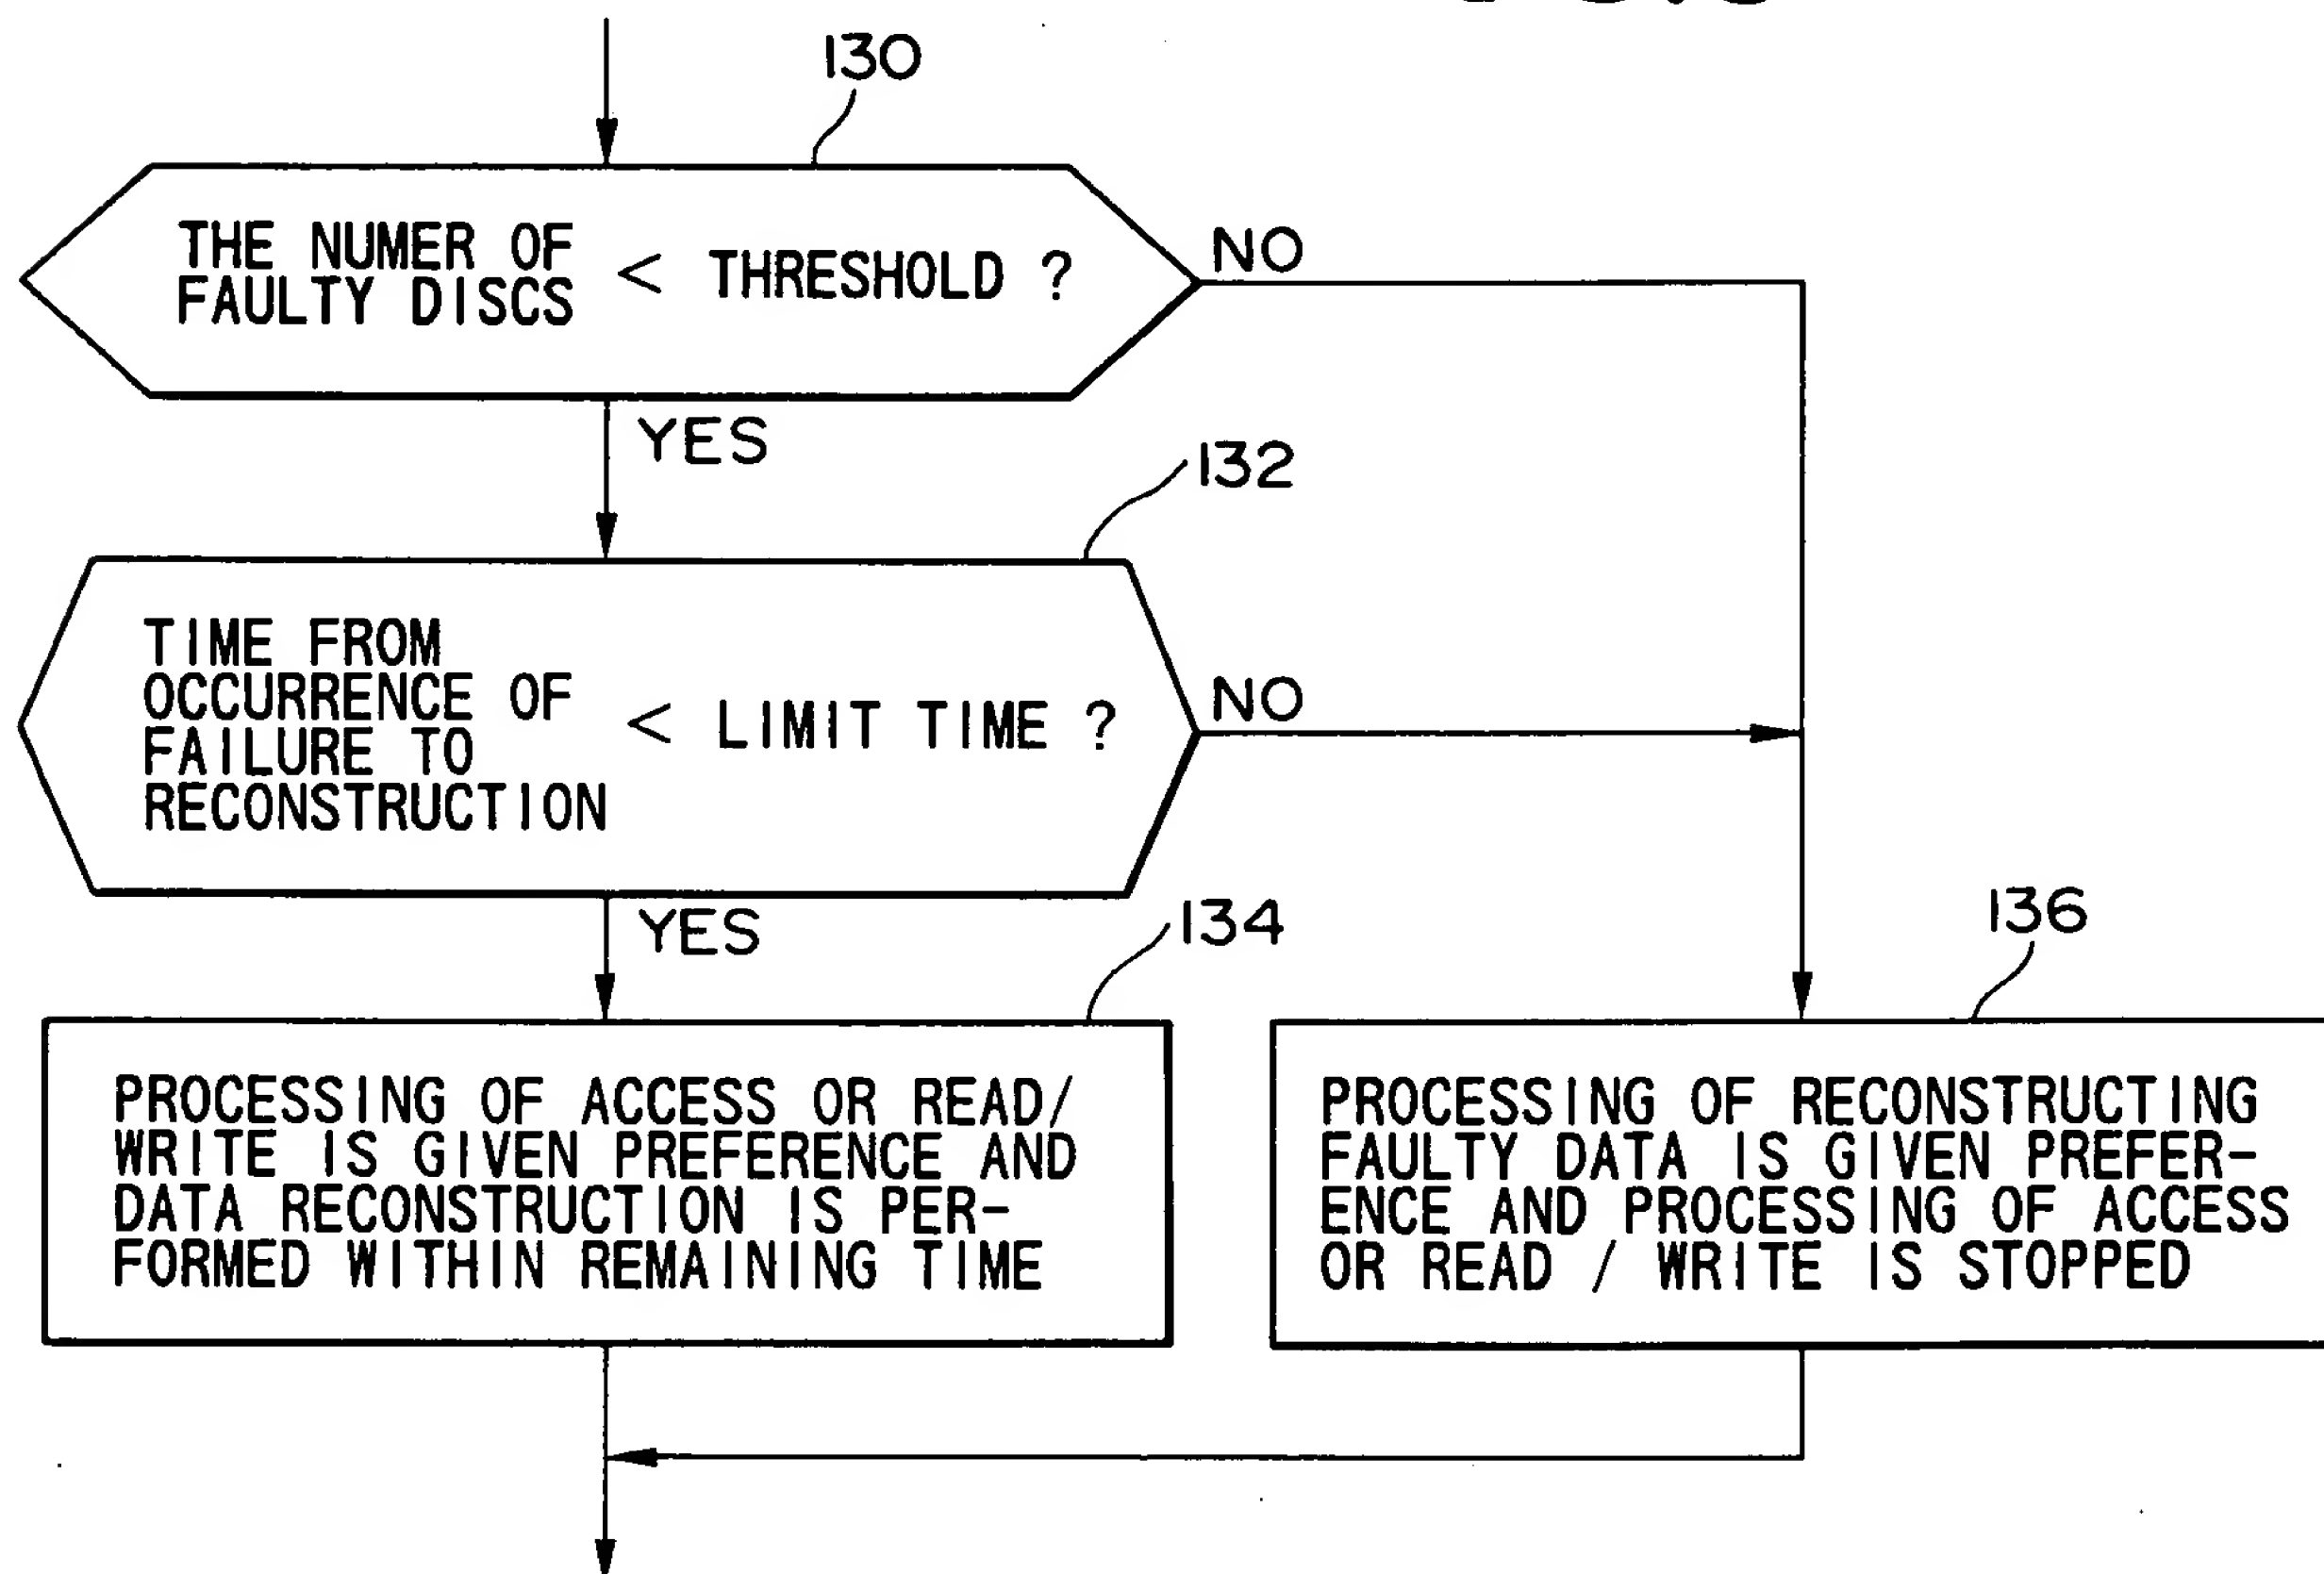 130
THE NUMER OF
FAULTY DISCS < THRESHOLD ?
NO
YES
132
TIME FROM
OCCURRENCE OF
FAILURE TO
RECONSTRUCTION
< LIMIT TIME ?
NO
YES
134
136
PROCESSING OF ACCESS OR READ/
WRITE IS GIVEN PREFERENCE AND
DATA RECONSTRUCTION IS PER-
FORMED WITHIN REMAINING TIME
PROCESSING OF RECONSTRUCTING
FAULTY DATA IS GIVEN PREFER-
ENCE AND PROCESSING OF ACCESS
OR READ / WRITE IS STOPPED